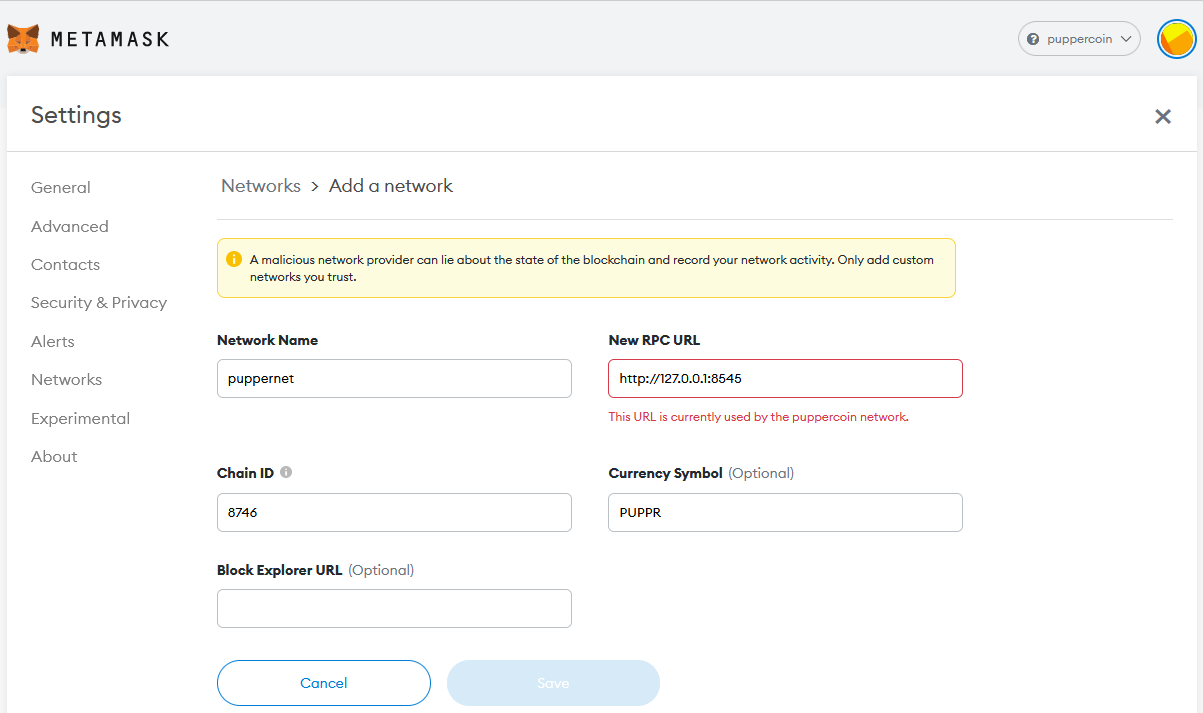 METAMASK
puppercoin
Settings
General
Advanced
Contacts
Security & Privacy
Alerts
Networks
Experimental
About
Networks > Add a network
A malicious network provider can lie about the state of the blockchain and record your network activity. Only add custom
networks you trust.
Network Name
puppernet
New RPC URL
http://127.0.0.1:8545
This URL is currently used by the puppercoin network.
Chain ID
8746
Currency Symbol (Optional)
PUPPR
Block Explorer URL (Optional)
Cancel
Save